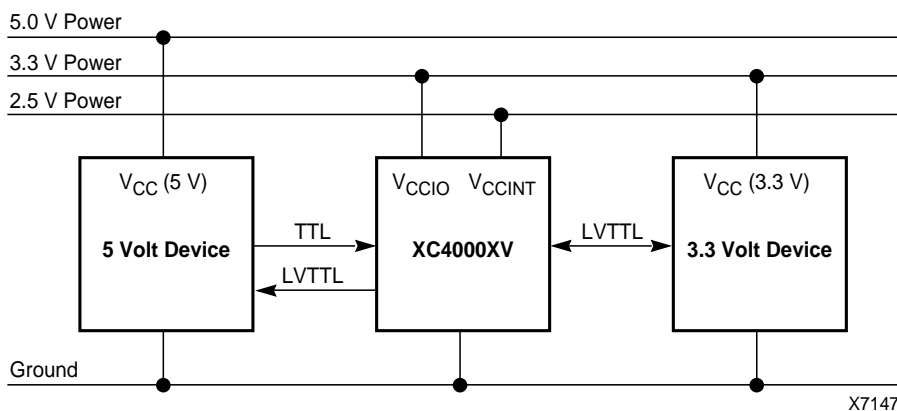 5.0 V Power
3.3 V Power
2.5 V Power
VCC (5 V)
5 Volt Device
TTL
LVTTL
VCCIO VCCINT
XC4000XV
LVTTL
VCC (3.3 V)
3.3 Volt Device
Ground
X7147